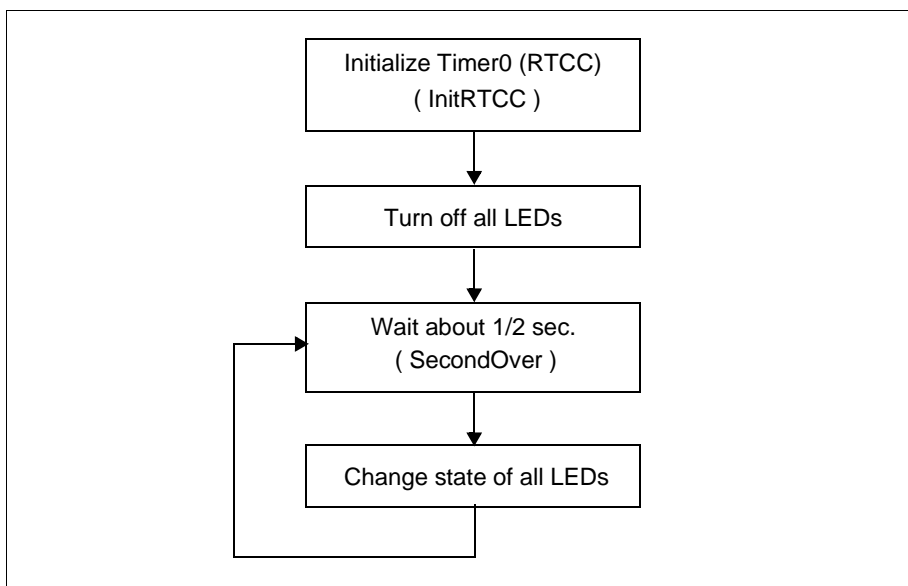 Initialize Timer0 (RTCC)
( InitRTCC )
Turn off all LEDs
Wait about 1/2 sec.
( SecondOver )
Change state of all LEDs